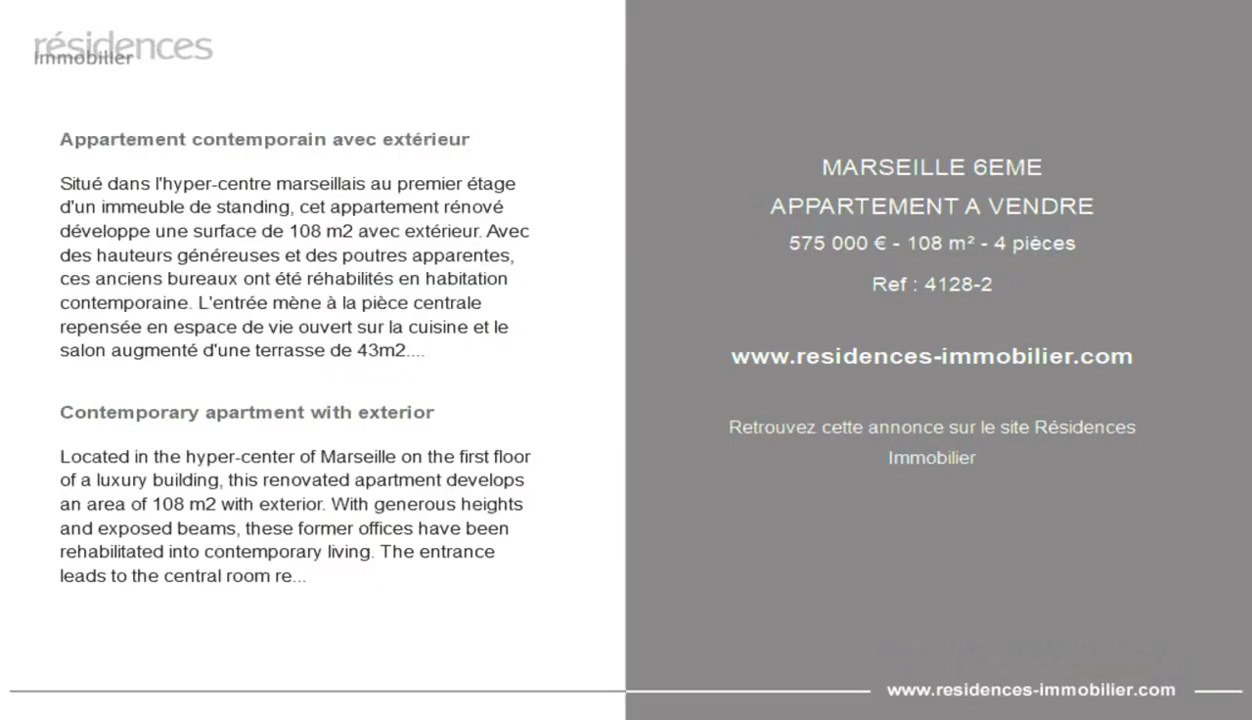 résidences
immobilier
Appartement contemporain avec extérieur
Situé dans l'hyper-centre marseillais au premier étage
d'un immeuble de standing, cet appartement rénové
développe une surface de 108 m2 avec extérieur. Avec
des hauteurs généreuses et des poutres apparentes,
ces anciens bureaux ont été réhabilités en habitation
contemporaine. L'entrée mène à la pièce centrale
repensée en espace de vie ouvert sur la cuisine et le
salon augmenté d'une terrasse de 43m2....
Contemporary apartment with exterior
Located in the hyper-center of Marseille on the first floor
of a luxury building, this renovated apartment develops
an area of 108 m2 with exterior. With generous heights
and exposed beams, these former offices have been
rehabilitated into contemporary living. The entrance
leads to the central room re...
MARSEILLE 6EME
APPARTEMENT A VENDRE
575 000 € - 108 m² - 4 pièces
Ref : 4128-2
www.residences-immobilier.com
Retrouvez cette annonce sur le site Résidences
Immobilier
www.residences-immobilier.com